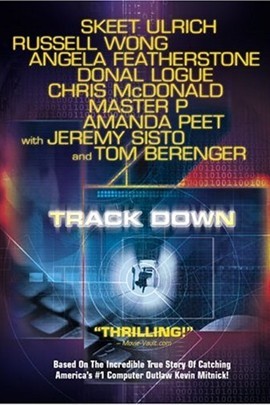 SKEET ULRICH
RUSSELL WONG
ANGELA FEATHERSTONE
DONAL LOGUE
CHRIS McDONALD
MASTER P
AMANDA PEET
with JEREMY SISTO
and TOM BERENGER
TRACK DOWN
“THRILLING!”
– Movie-Vault.com
Based On The Incredible True Story Of Catching
America's #1 Computer Outlaw Kevin Mitnick!